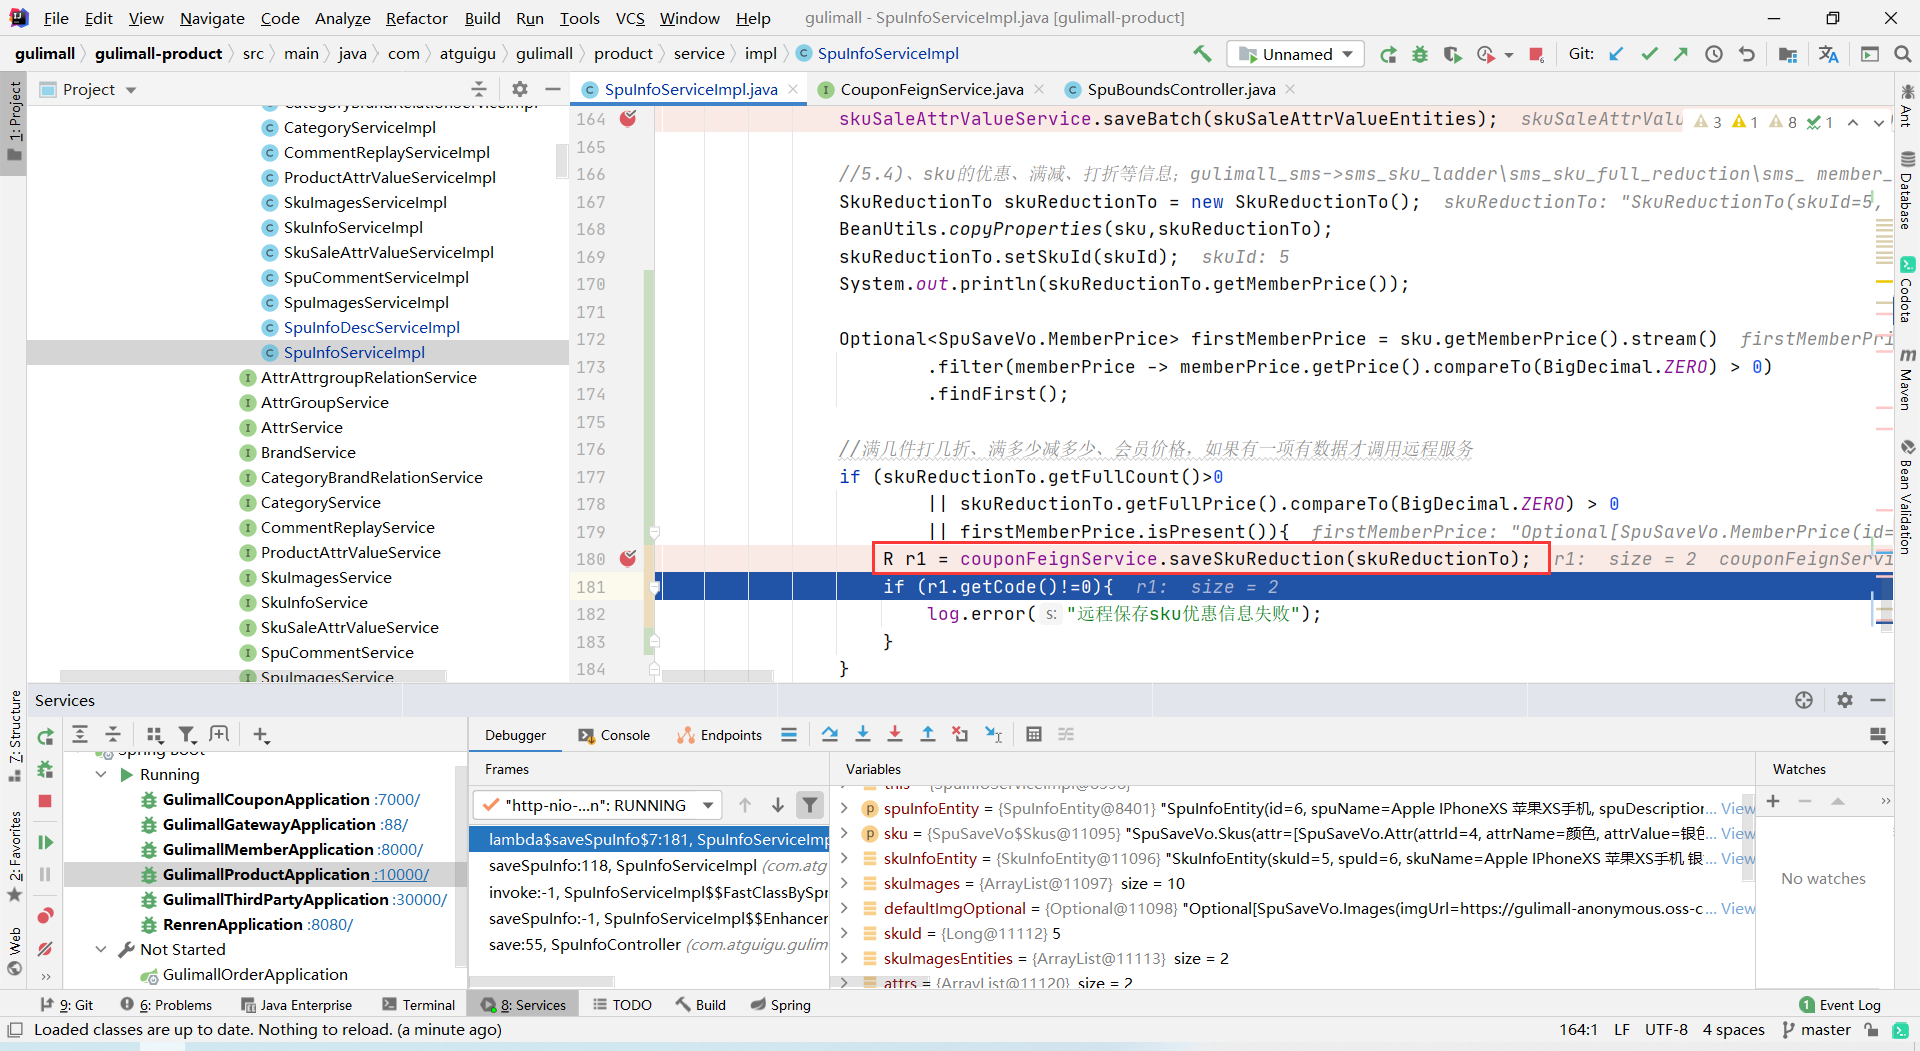 File Edit View Navigate Code Analyze Refactor Build Run Tools VCS Window Help gulimall - SpuInfoServiceImpl.java [gulimall-product]
gulimall gulimall-product src main java com atguigu gulimall product service impl SpuInfoServiceImpl Unnamed Git:
Project SpuInfoServiceImpl.java CouponFeignService.java SpuBoundsController.java
1: Project
7: Structure
2: Favorites
Web
CategoryBrandRelationServiceImpl
CategoryServiceImpl
CommentReplayServiceImpl
ProductAttrValueServiceImpl
SkuImagesServiceImpl
SkuInfoServiceImpl
SkuSaleAttrValueServiceImpl
SpuCommentServiceImpl
SpuImagesServiceImpl
SpuInfoDescServiceImpl
SpuInfoServiceImpl
AttrAttrgroupRelationService
AttrGroupService
AttrService
BrandService
CategoryBrandRelationService
CategoryService
CommentReplayService
ProductAttrValueService
SkuImagesService
SkuInfoService
SkuSaleAttrValueService
SpuCommentService
SpuImagesService
164 skuSaleAttrValueService.saveBatch(skuSaleAttrValueEntities); skuSaleAttrValu 3 1 8 1
165
166 //5.4)、sku的优惠、满减、打折等信息；gulimall_sms->sms_sku_ladder\sms_sku_full_reduction\sms_ member_
167 SkuReductionTo skuReductionTo = new SkuReductionTo(); skuReductionTo: "SkuReductionTo(skuId=5,
168 BeanUtils.copyProperties(sku,skuReductionTo);
169 skuReductionTo.setSkuId(skuId); skuId: 5
170 System.out.println(skuReductionTo.getMemberPrice());
171
172 Optional<SpuSaveVo.MemberPrice> firstMemberPrice = sku.getMemberPrice().stream() firstMemberPri
173 .filter(memberPrice -> memberPrice.getPrice().compareTo(BigDecimal.ZERO) > 0)
174 .findFirst();
175
176 //满几件打几折、满多少减多少、会员价格，如果有一项有数据才调用远程服务
177 if (skuReductionTo.getFullCount()>0
178 || skuReductionTo.getFullPrice().compareTo(BigDecimal.ZERO) > 0
179 || firstMemberPrice.isPresent()){ firstMemberPrice: "Optional[SpuSaveVo.MemberPrice(id=
180 R r1 = couponFeignService.saveSkuReduction(skuReductionTo); r1: size = 2 couponFeignServi
181 if (r1.getCode()!=0){ r1: size = 2
182 log.error( s: "远程保存sku优惠信息失败");
183 }
184 }
Ant
Database
Codota
Maven
Bean Validation
Services
Spring Boot
Running
GulimallCouponApplication :7000/
GulimallGatewayApplication :88/
GulimallMemberApplication :8000/
GulimallProductApplication :10000/
GulimallThirdPartyApplication :30000/
RenrenApplication :8080/
Not Started
GulimallOrderApplication
Debugger Console Endpoints
Frames
"http-nio-...n": RUNNING
lambda$saveSpuInfo$7:181, SpuInfoServiceImp
saveSpuInfo:118, SpuInfoServiceImpl (com.atg
invoke:-1, SpuInfoServiceImpl$$FastClassBySpr
saveSpuInfo:-1, SpuInfoServiceImpl$$Enhancer
save:55, SpuInfoController (com.atguigu.gulim
Variables
spuInfoEntity = {SpuInfoEntity@8401} "SpuInfoEntity(id=6, spuName=Apple IPhoneXS 苹果XS手机, spuDescription ... View
sku = {SpuSaveVo$Skus@11095} "SpuSaveVo.Skus(attr=[SpuSaveVo.Attr(attrId=4, attrName=颜色, attrValue=银色 ... View
skuInfoEntity = {SkuInfoEntity@11096} "SkuInfoEntity(skuId=5, spuId=6, skuName=Apple IPhoneXS 苹果XS手机 银 ... View
skuImages = {ArrayList@11097} size = 10
defaultImgOptional = {Optional@11098} "Optional[SpuSaveVo.Images(imgUrl=https://gulimall-anonymous.oss-c ... View
skuId = {Long@11112} 5
skuImagesEntities = {ArrayList@11113} size = 2
attrs = {ArrayList@11120} size = 2
Watches
No watches
9: Git 6: Problems Java Enterprise Terminal 8: Services TODO Build Spring 1 Event Log
Loaded classes are up to date. Nothing to reload. (a minute ago) 164:1 LF UTF-8 4 spaces master